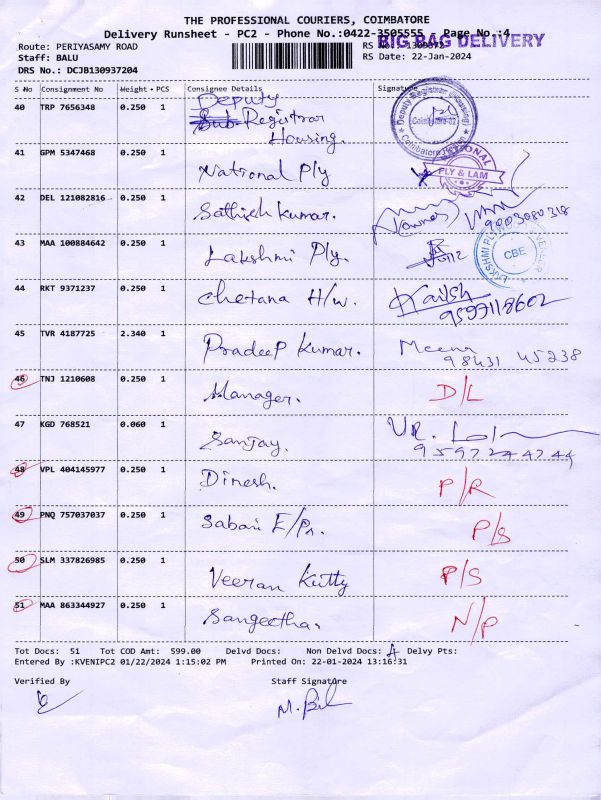 THE PROFESSIONAL COURIERS, COIMBATORE
Delivery Runsheet - PC2 - Phone No.:0422-3505555 Page No.:4
BIG BAG DELIVERY
Route: PERIYASAMY ROAD
RS No.:
Staff: BALU
RS Date: 22-Jan-2024
DRS No.: DCJB130937204
S No Consignment No Weight PCS Consignee Details Signature
40 TRP 7656348 0.250 1 Deputy Registrar Housing.
41 GPM 5347468 0.250 1 National Ply
PLY & LAM
42 DEL 121082816 0.250 1 Sathish Kumar.
9003080318
43 MAA 100884642 0.250 1 Lakshmi Ply.
CBE
44 RKT 9371237 0.250 1 Chetana H/w. Kailsh
9597118602
45 TVR 4187725 2.340 1 Pradeep Kumar. Meena
98431 45238
46 TNJ 1210608 0.250 1 Manager. D/L
47 KGD 768521 0.060 1 Sanjay.
9597244744
48 VPL 404145977 0.250 1 Dinesh. P/R
49 PNQ 757037037 0.250 1 Sabari E/Pr. P/S
50 SLM 337826985 0.250 1 Veeran Kutty P/S
51 MAA 863344927 0.250 1 Sangeetha. N/P
Tot Docs: 51 Tot COD Amt: 599.00 Delvd Docs: Non Delvd Docs: Delvy Pts:
Entered By :KVENIPC2 01/22/2024 1:15:02 PM Printed On: 22-01-2024 13:16:31
Verified By Staff Signature